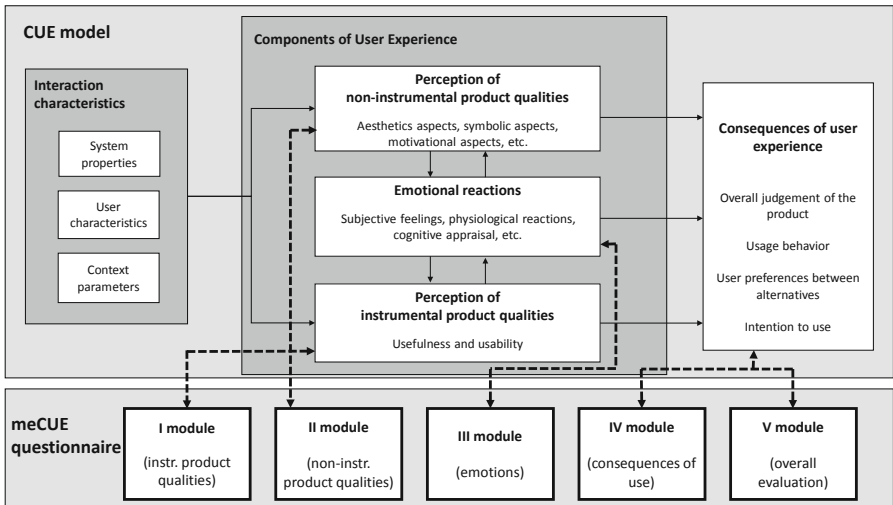 CUE model
Components of User Experience
Interaction
characteristics
System
properties
User
characteristics
Context
parameters
Perception of
non-instrumental product qualities
Aesthetics aspects, symbolic aspects,
motivational aspects, etc.
Emotional reactions
Subjective feelings, physiological reactions,
cognitive appraisal, etc.
Perception of
instrumental product qualities
Usefulness and usability
Consequences of user
experience
Overall judgement of the
product
Usage behavior
User preferences between
alternatives
Intention to use
meCUE
questionnaire
I module
(instr. product
qualities)
II module
(non-instr.
product qualities)
III module
(emotions)
IV module
(consequences of
use)
V module
(overall
evaluation)